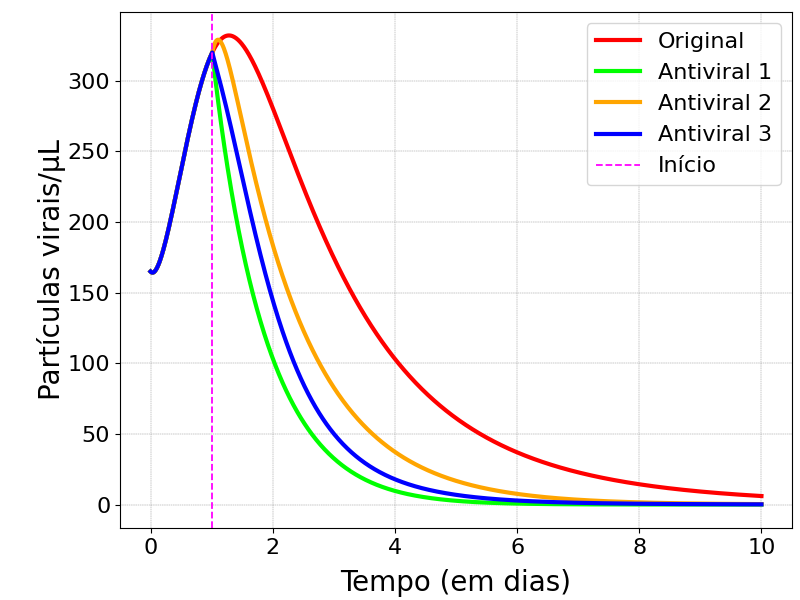 Partículas virais/μL
300
250
200
150
100
50
0
0 2 4 6 8 10
Tempo (em dias)
Original
Antiviral 1
Antiviral 2
Antiviral 3
Início